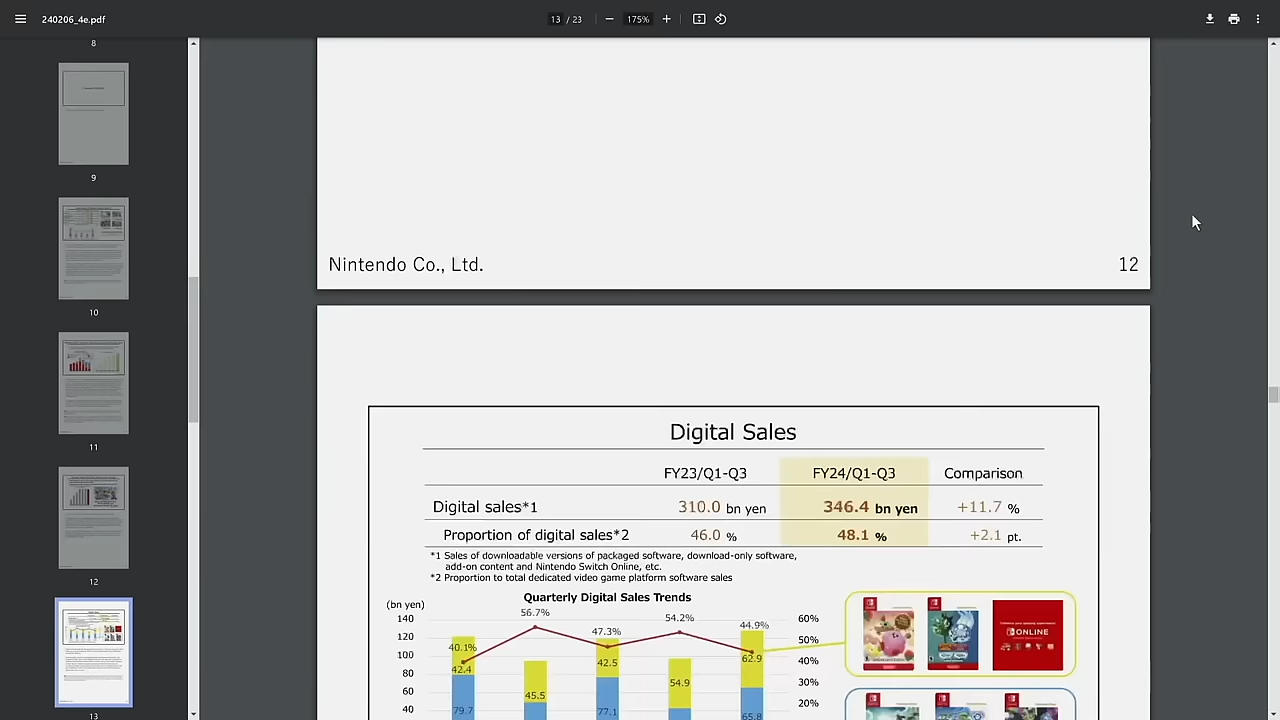 240206_4e.pdf
13 / 23
175%
8
9
10
11
12
13
Nintendo Co., Ltd.
12
Digital Sales
FY23/Q1-Q3 FY24/Q1-Q3 Comparison
Digital sales*1 310.0 bn yen 346.4 bn yen +11.7 %
Proportion of digital sales*2 46.0 % 48.1 % +2.1 pt.
*1 Sales of downloadable versions of packaged software, download-only software,
add-on content and Nintendo Switch Online, etc.
*2 Proportion to total dedicated video game platform software sales
Quarterly Digital Sales Trends
(bn yen)
140
120
100
80
60
40
40.1%
56.7%
47.3%
54.2%
44.9%
42.4
45.5
42.5
54.9
62.9
79.7
77.1
65.8
60%
50%
40%
30%
20%
ONLINE